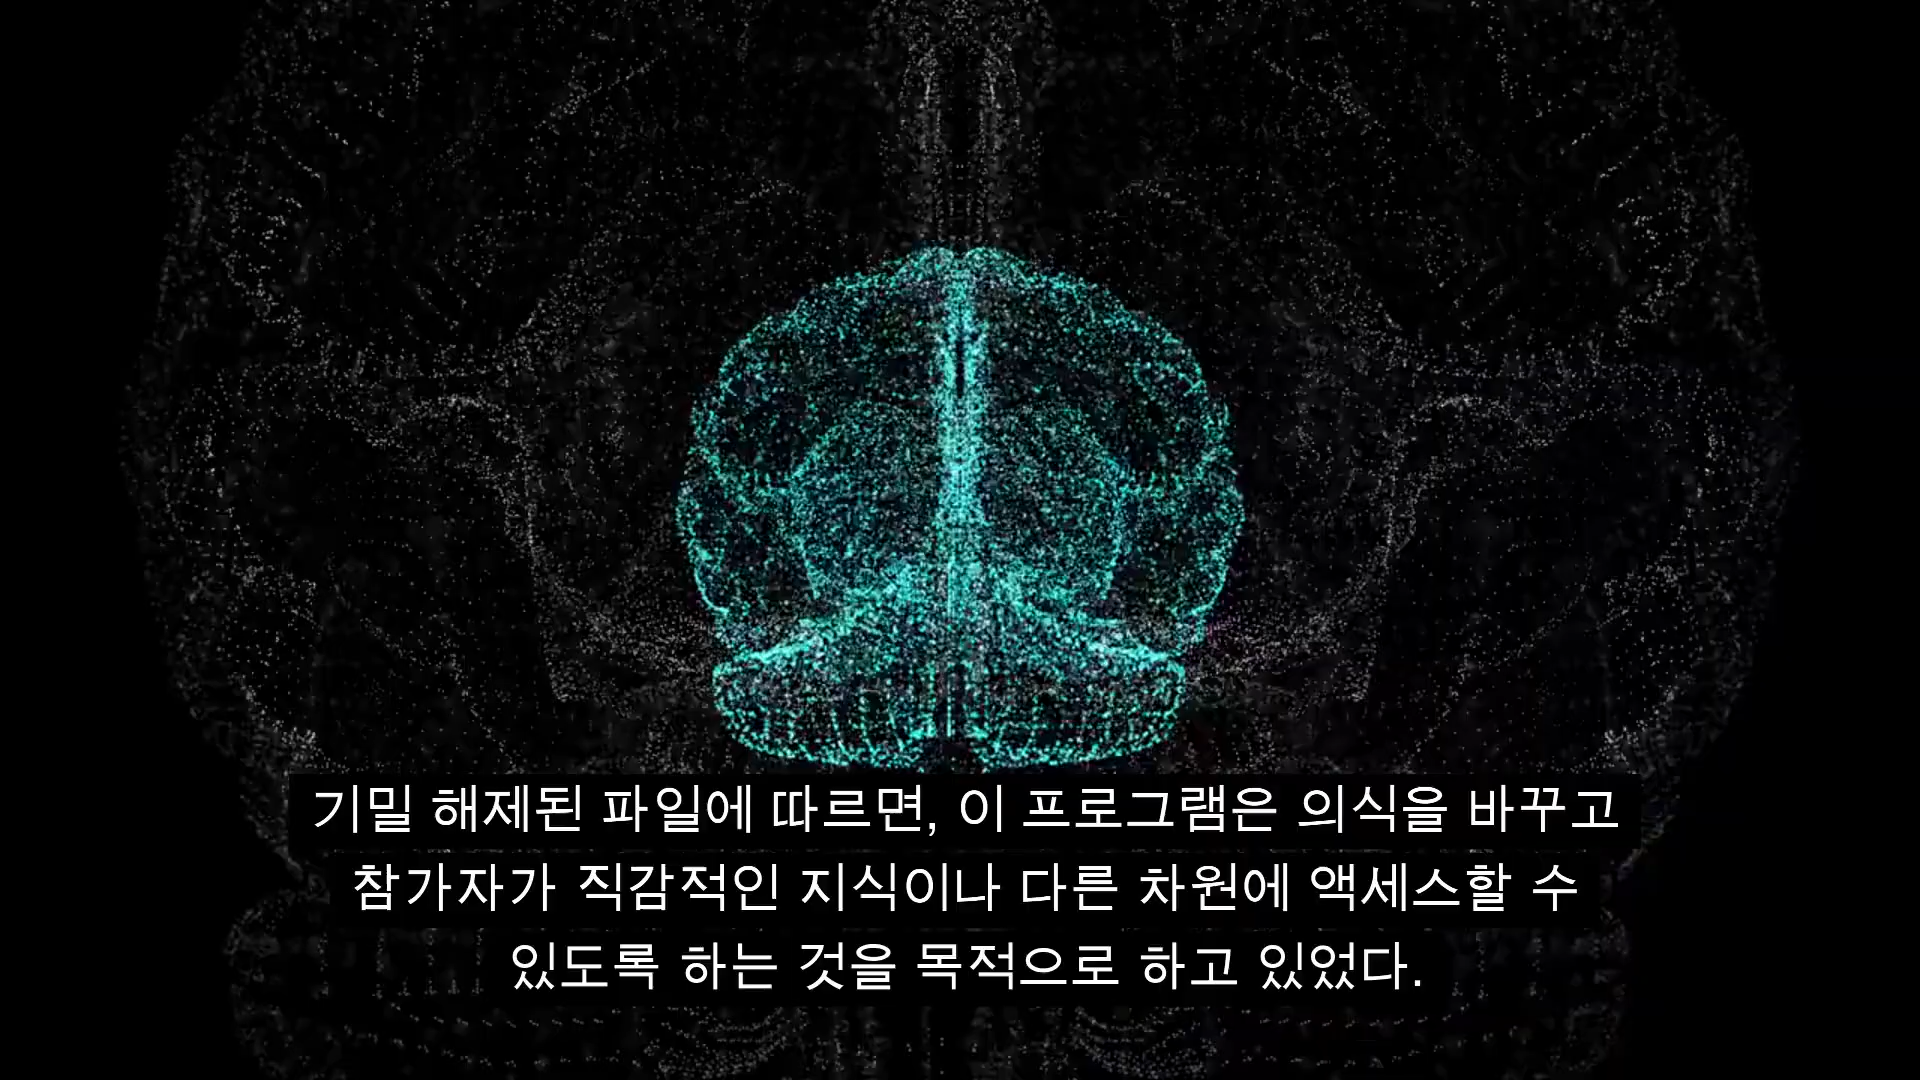 기밀 해제된 파일에 따르면, 이 프로그램은 의식을 바꾸고
참가자가 직감적인 지식이나 다른 차원에 액세스할 수
있도록 하는 것을 목적으로 하고 있었다.